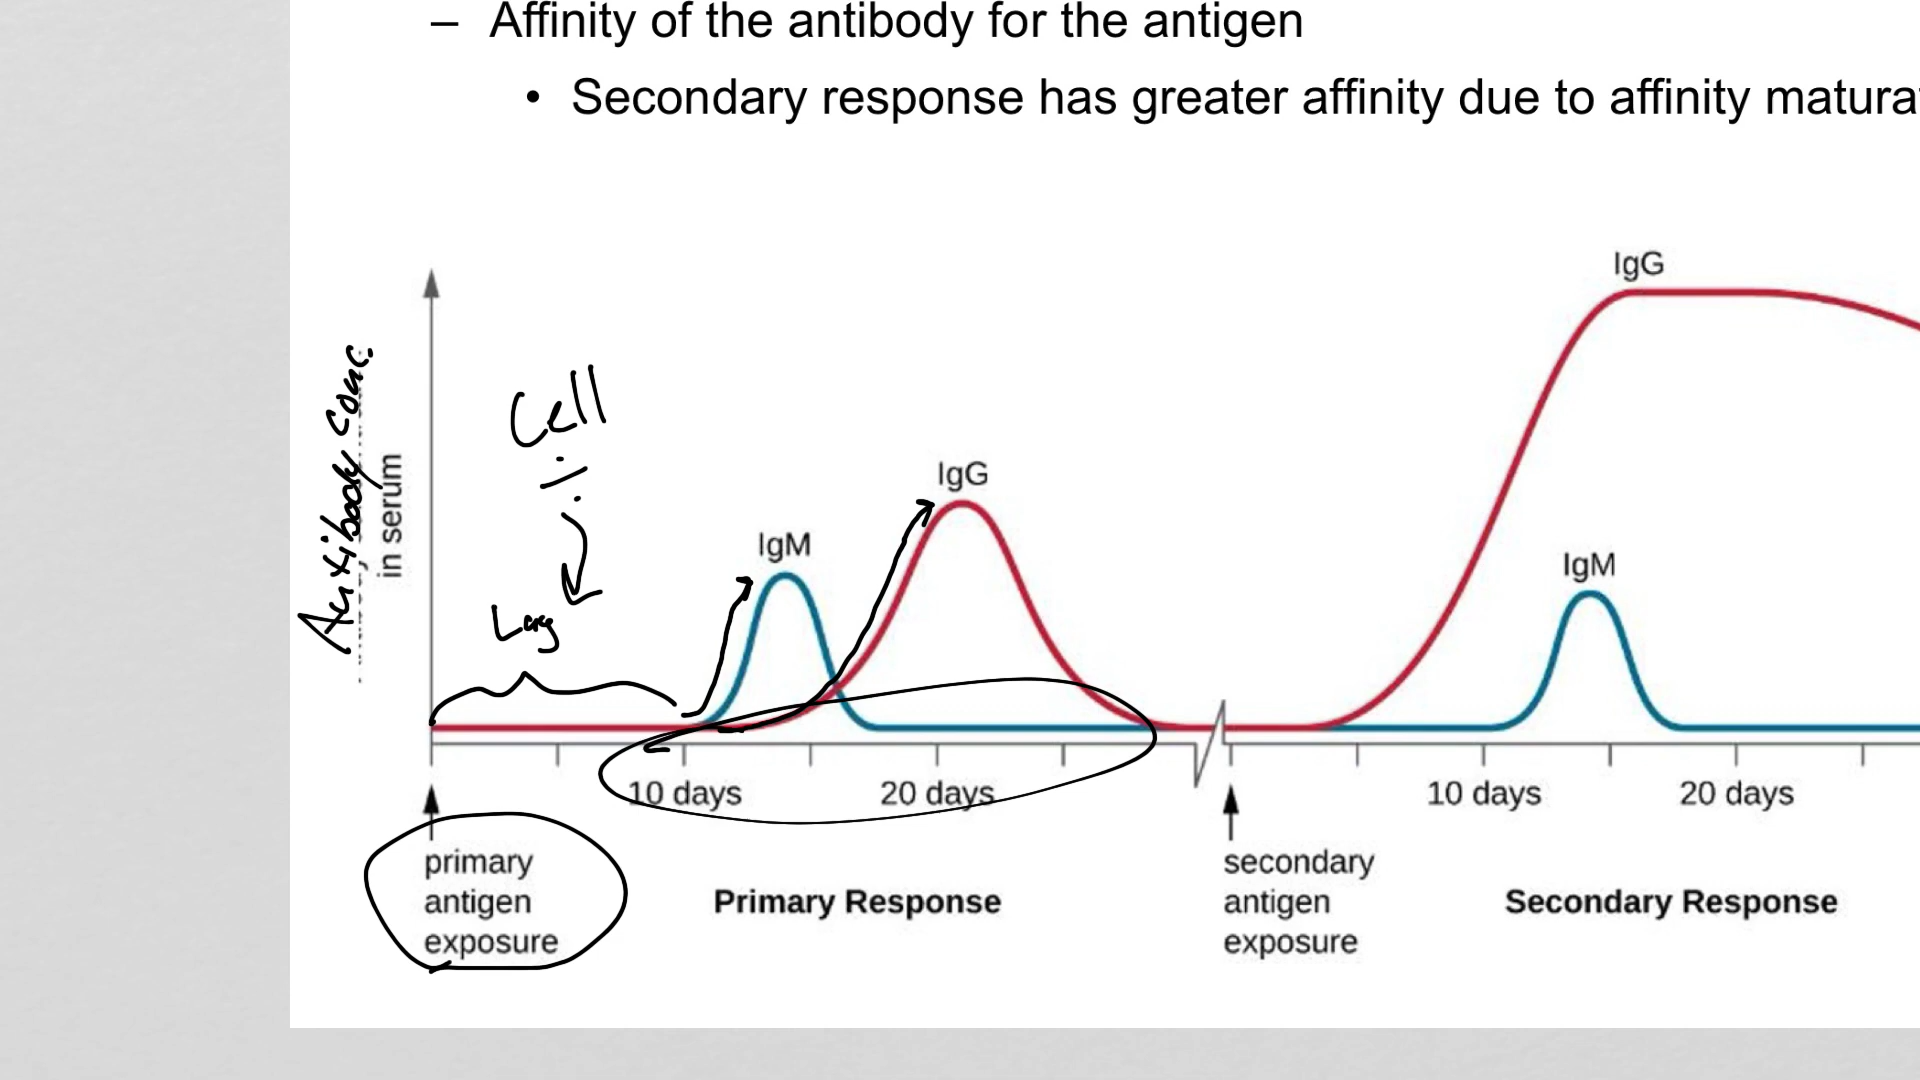 – Affinity of the antibody for the antigen
• Secondary response has greater affinity due to affinity matura
IgG
Cell
÷
Antibody conc.
in serum
IgG
IgM
IgM
Lag
10 days
20 days
10 days
20 days
primary
antigen
exposure
Primary Response
secondary
antigen
exposure
Secondary Response